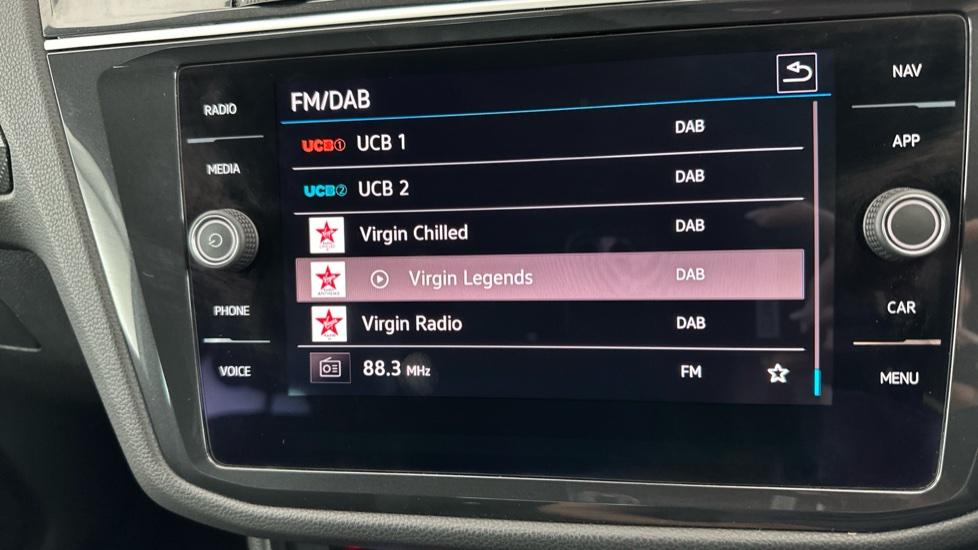 RADIO
MEDIA
PHONE
VOICE
FM/DAB
UCB① UCB 1 DAB
UCB② UCB 2 DAB
Virgin Chilled DAB
Virgin Legends DAB
Virgin Radio DAB
88.3 MHz FM
NAV
APP
CAR
MENU